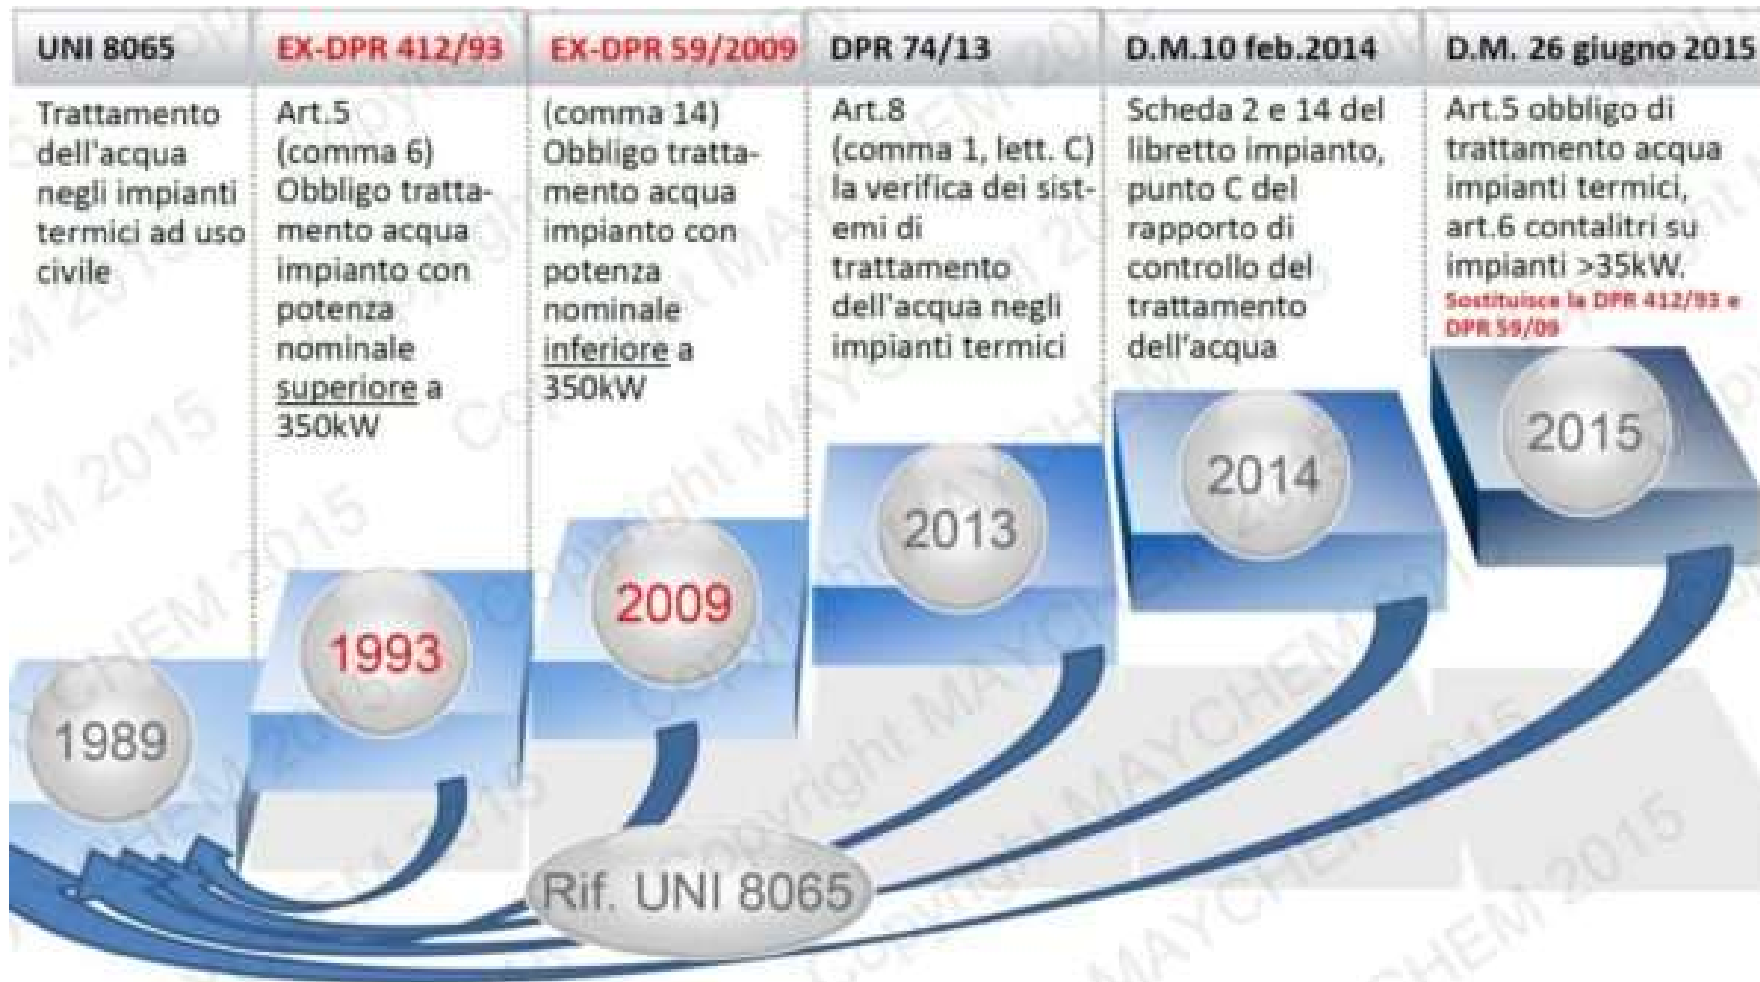 UNI 8065
Trattamento
dell'acqua
negli impianti
termici ad uso
civile
1989
EX-DPR 412/93
Art.5
(comma 6)
Obbligo tratta-
mento acqua
impianto con
potenza
nominale
superiore a
350kW
1993
EX-DPR 59/2009
(comma 14)
Obbligo tratta-
mento acqua
impianto con
potenza
nominale
inferiore a
350kW
2009
DPR 74/13
Art.8
(comma 1, lett. C)
la verifica dei sist-
emi di
trattamento
dell'acqua negli
impianti termici
2013
D.M.10 feb.2014
Scheda 2 e 14 del
libretto impianto,
punto C del
rapporto di
controllo del
trattamento
dell'acqua
2014
D.M. 26 giugno 2015
Art.5 obbligo di
trattamento acqua
impianti termici,
art.6 contalitri su
impianti >35kW.
Sostituisce la DPR 412/93 e
DPR 59/09
2015
Rif. UNI 8065
Copyright MAYCHEM 2015